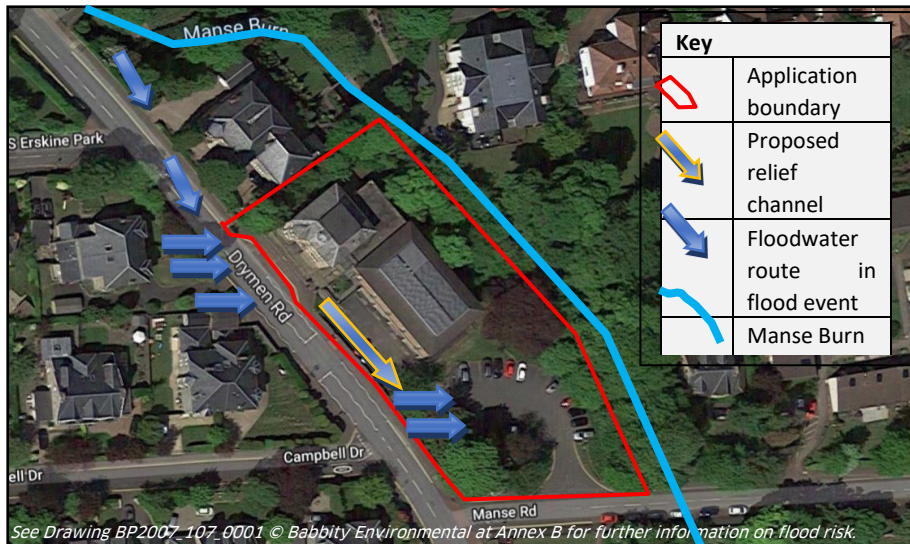 Manse Burn
Key
Application
boundary
Proposed
relief
channel
Floodwater
route in
flood event
Manse Burn
S Erskine Park
Drymen Rd
Campbell Dr
ell Dr
Manse Rd
See Drawing BP2007_107_0001 © Babbity Environmental at Annex B for further information on flood risk.